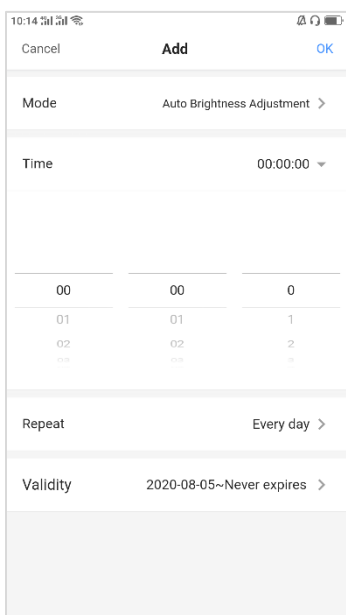 10:14
Cancel Add OK
Mode Auto Brightness Adjustment
Time 00:00:00
00 00 0
01 01 1
02 02 2
Repeat Every day
Validity 2020-08-05~Never expires